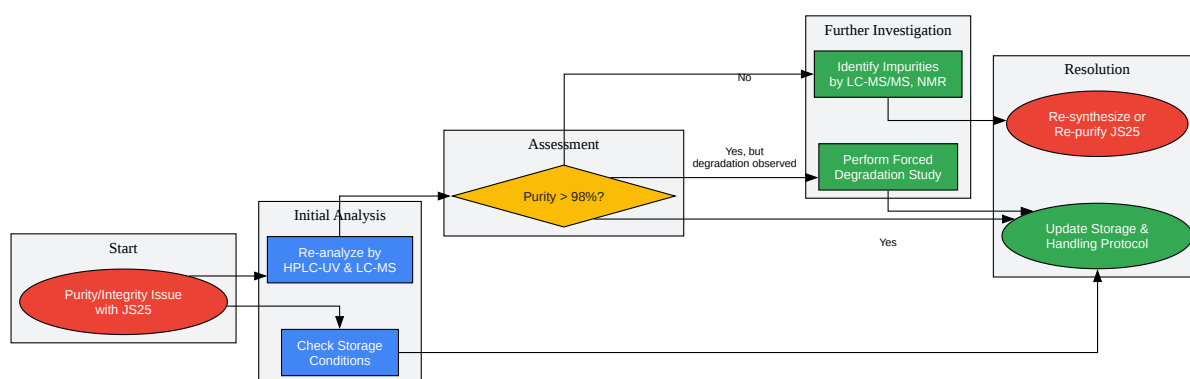 Start
Purity/Integrity Issue
with JS25
Initial Analysis
Re-analyze by
HPLC-UV & LC-MS
Check Storage
Conditions
Assessment
Purity > 98%?
No
Yes, but
degradation observed
Yes
Further Investigation
Identify Impurities
by LC-MS/MS, NMR
Perform Forced
Degradation Study
Resolution
Re-synthesize or
Re-purify JS25
Update Storage &
Handling Protocol